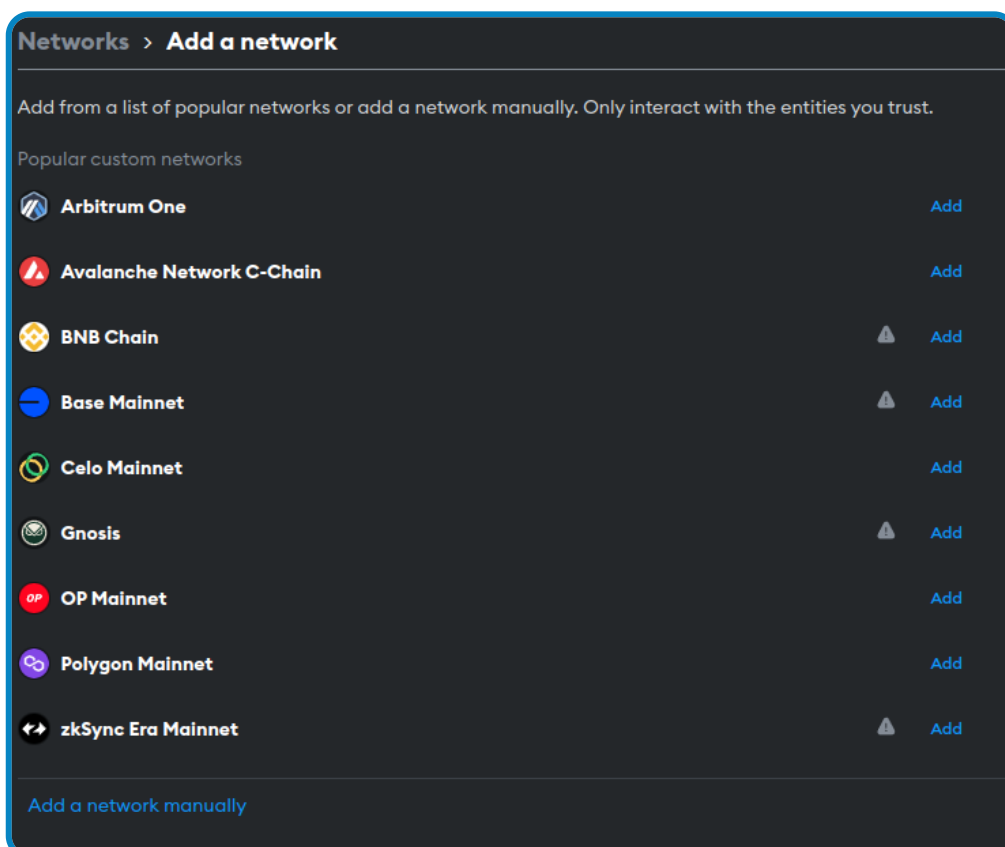 Networks > Add a network
Add from a list of popular networks or add a network manually. Only interact with the entities you trust.
Popular custom networks
Arbitrum One Add
Avalanche Network C-Chain Add
BNB Chain Add
Base Mainnet Add
Celo Mainnet Add
Gnosis Add
OP OP Mainnet Add
Polygon Mainnet Add
zkSync Era Mainnet Add
Add a network manually